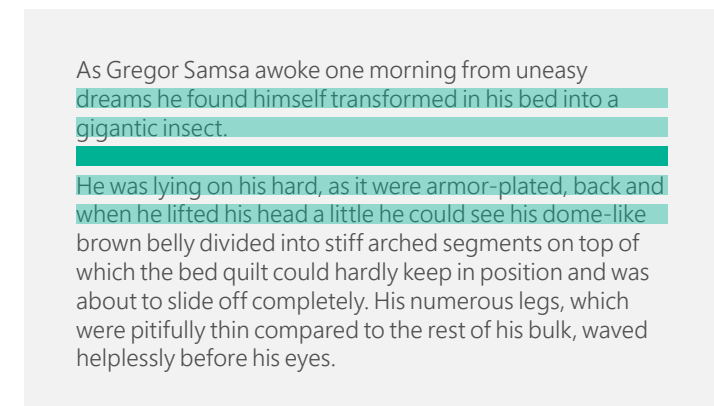 As Gregor Samsa awoke one morning from uneasy
dreams he found himself transformed in his bed into a
gigantic insect.
He was lying on his hard, as it were armor-plated, back and
when he lifted his head a little he could see his dome-like
brown belly divided into stiff arched segments on top of
which the bed quilt could hardly keep in position and was
about to slide off completely. His numerous legs, which
were pitifully thin compared to the rest of his bulk, waved
helplessly before his eyes.